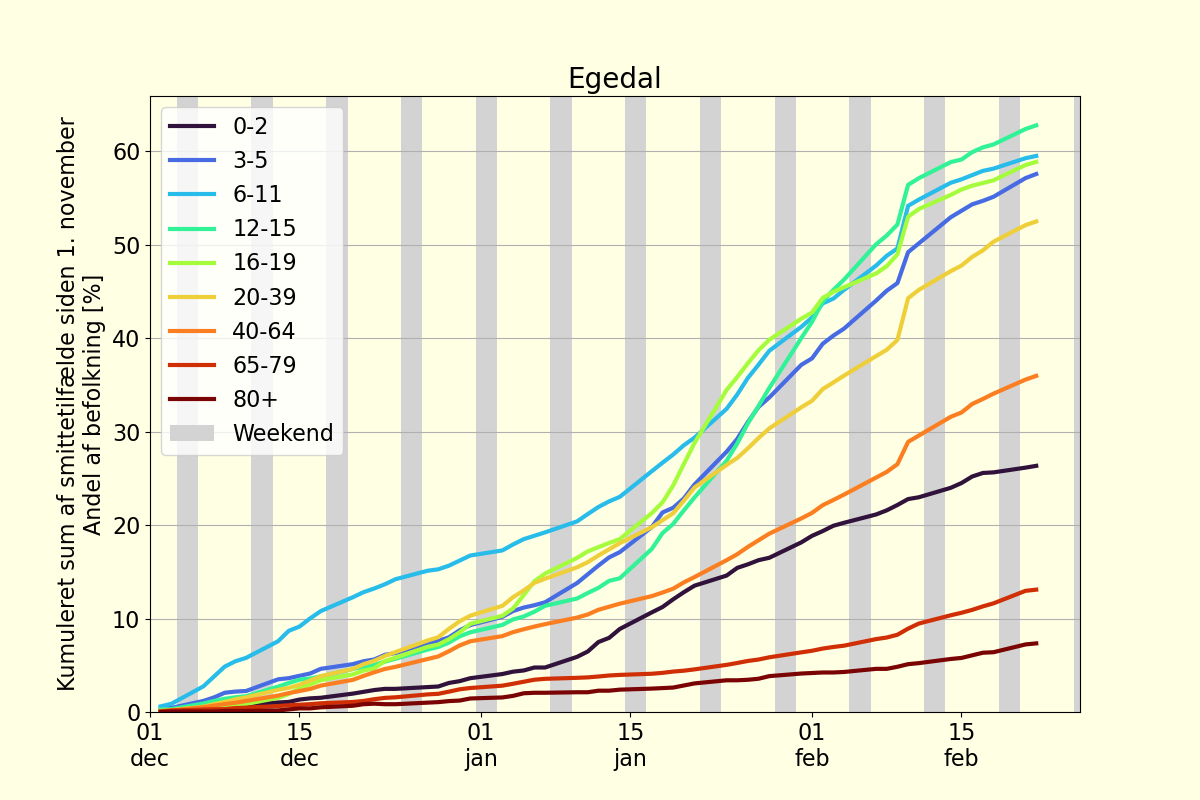 Egedal
Kumuleret sum af smittetilfælde siden 1. november
Andel af befolkning [%]
60
50
40
30
20
10
0
0-2
3-5
6-11
12-15
16-19
20-39
40-64
65-79
80+
Weekend
01 15 01 15 01 15
dec dec jan jan feb feb